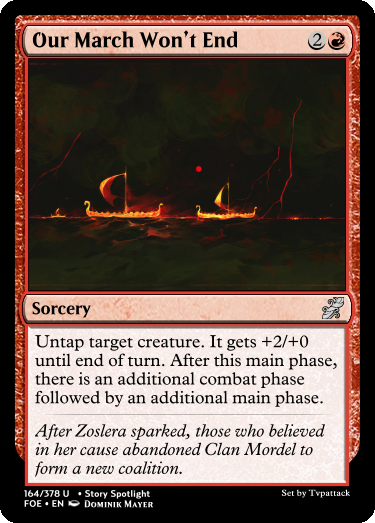 Our March Won't End 2
Sorcery
Untap target creature. It gets +2/+0
until end of turn. After this main phase,
there is an additional combat phase
followed by an additional main phase.
After Zoslera sparked, those who believed
in her cause abandoned Clan Mordel to
form a new coalition.
164/378 U • Story Spotlight
FOE • EN DOMINIK MAYER
Set by Tvpattack